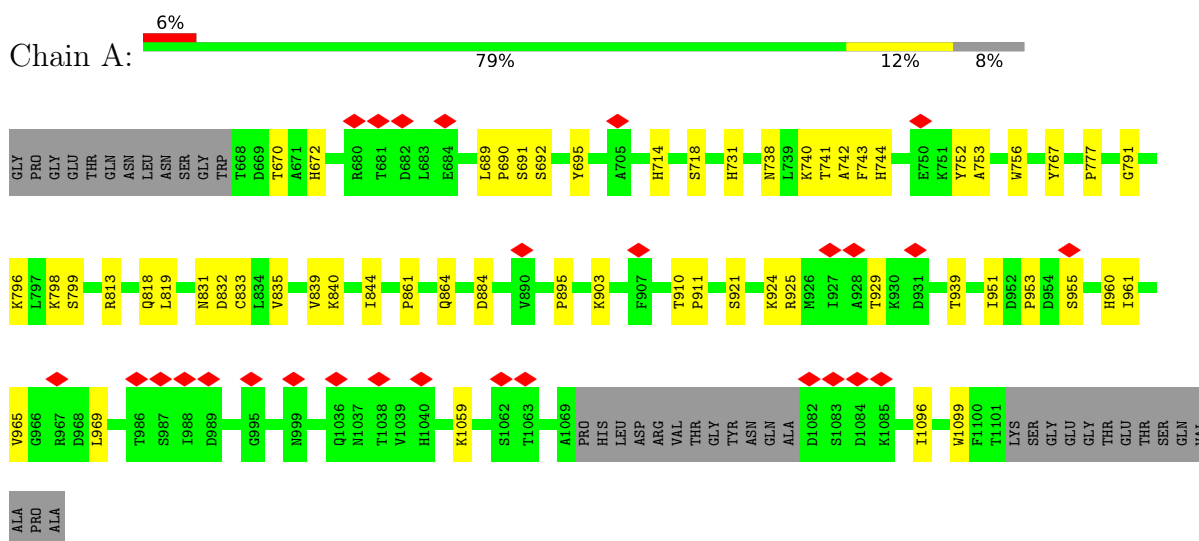 6%
Chain A:
79% 12% 8%
GLY PRO GLY GLU THR GLN ASN LEU ASN SER GLY TRP T668 D669 T670 A671 H672 R680 T681 D682 L683 E684 L689 P690 S691 S692 Y695 A705 H714 S718 H731 N738 L739 K740 T741 A742 F743 H744 E750 K751 Y752 A753 W756 Y767 P777 G791
K796 L797 K798 S799 R813 Q818 L819 N831 D832 C833 L834 V835 V839 K840 I844 P861 Q864 D884 V890 P895 K903 F907 T910 P911 S921 K924 R925 M926 I927 A928 T929 K930 D931 T939 I951 D952 P953 D954 S955 H960 I961
V965 G966 R967 D968 L969 T986 S987 I988 D989 G995 N999 Q1036 N1037 T1038 V1039 H1040 K1059 S1062 T1063 A1069 PRO HIS LEU ASP ARG VAL THR GLY TYR ASN GLN ALA D1082 S1083 D1084 K1085 I1096 W1099 F1100 T1101 LYS SER GLY GLU GLY THR GLU THR SER GLN VAL
ALA PRO ALA